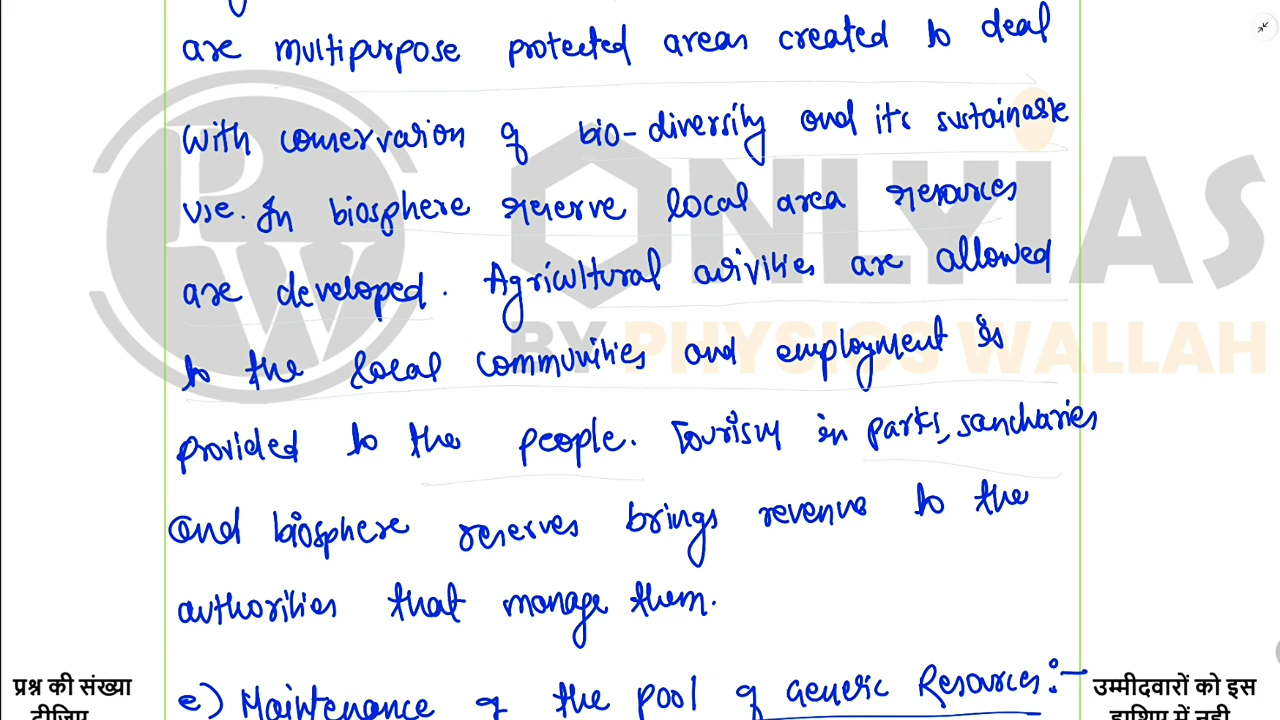 are multipurpose protected areas created to deal
with conservation of bio-diversity and its sustainable
use. In biosphere reserve local area resources
are developed. Agricultural activities are allowed
to the local communities and employment is
provided to the people. Tourism in parks, sanctuaries
and biosphere reserves brings revenue to the
authorities that manage them.
e) Maintenance of the pool of Generic Resources:-
PW
ONLYIAS
BY PHYSICS WALLAH
प्रश्न की संख्या
उम्मीदवारों को इस